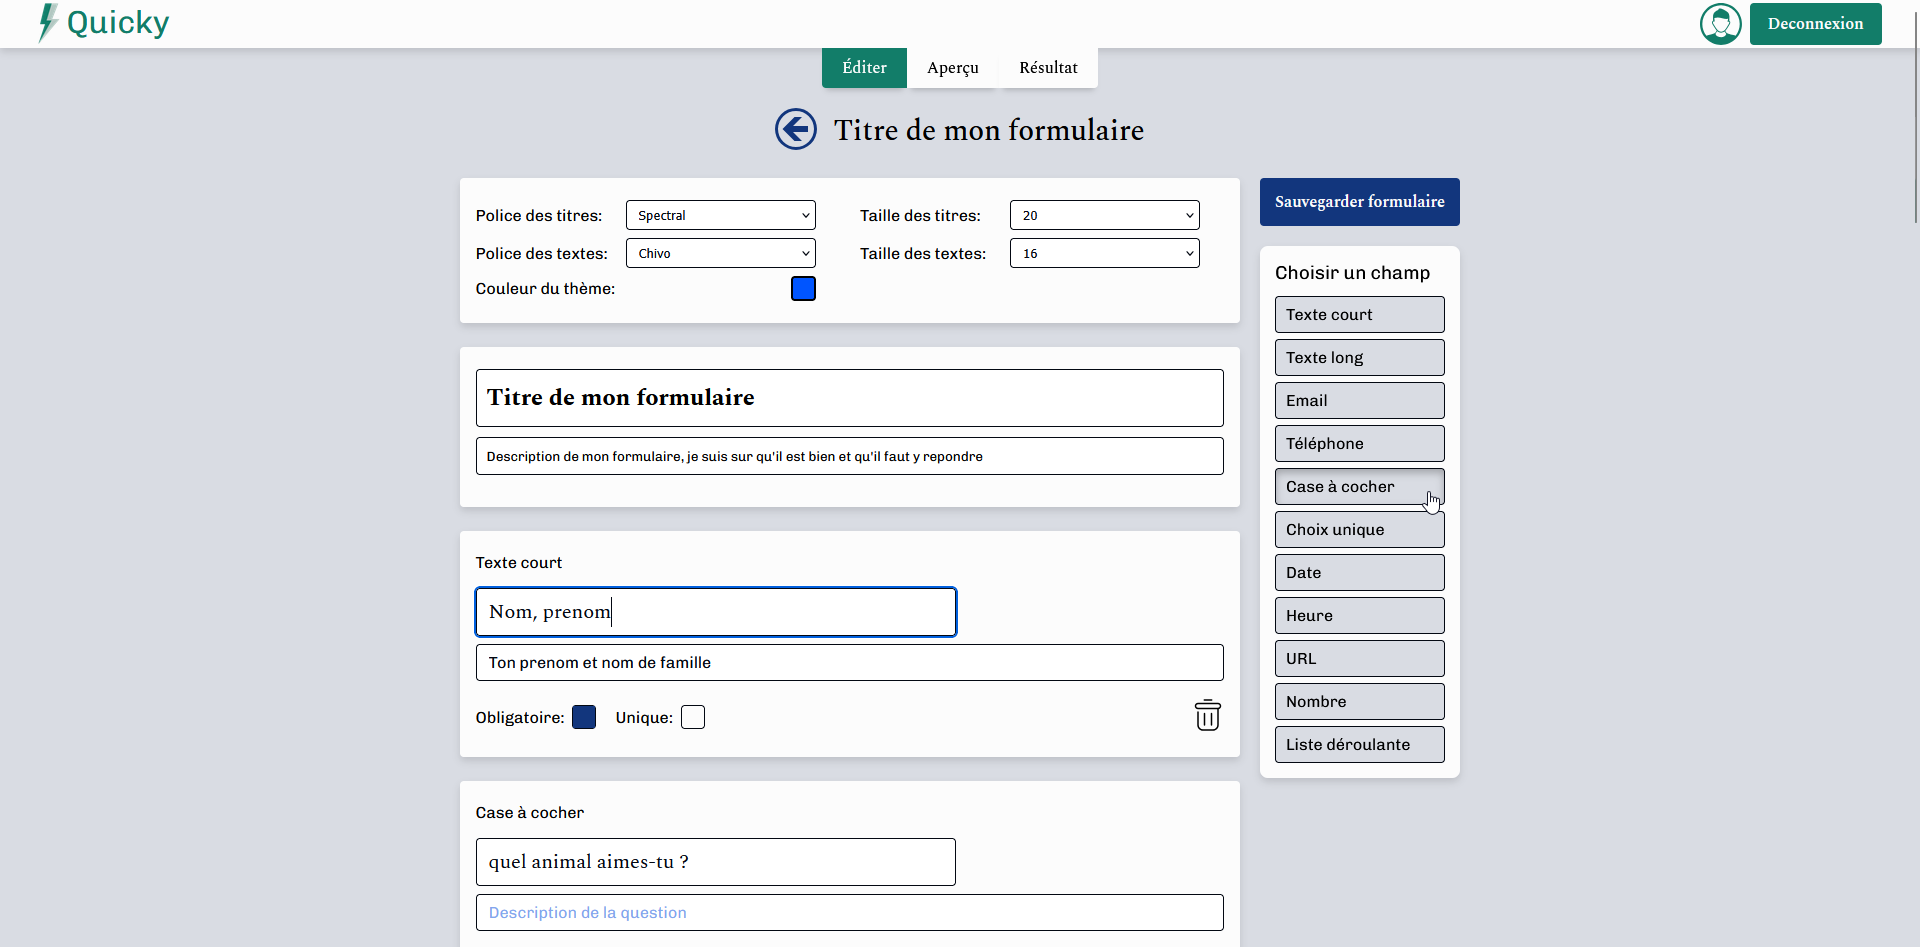 Quicky
Deconnexion
Éditer
Aperçu
Résultat
Titre de mon formulaire
Police des titres:
Spectral
Taille des titres:
20
Police des textes:
Chivo
Taille des textes:
16
Couleur du thème:
Titre de mon formulaire
Description de mon formulaire, je suis sur qu'il est bien et qu'il faut y repondre
Texte court
Nom, prenom
Ton prenom et nom de famille
Obligatoire:
Unique:
Case à cocher
quel animal aimes-tu ?
Description de la question
Sauvegarder formulaire
Choisir un champ
Texte court
Texte long
Email
Téléphone
Case à cocher
Choix unique
Date
Heure
URL
Nombre
Liste déroulante